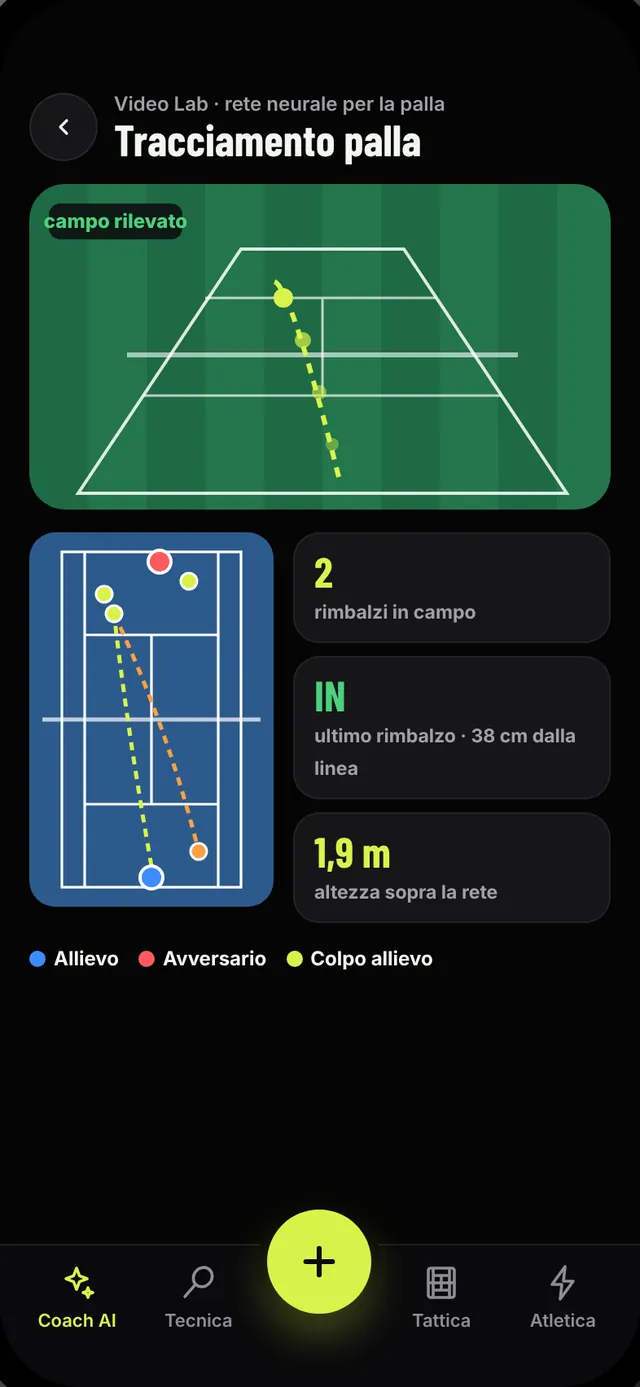 Video Lab · rete neurale per la palla
Tracciamento palla
campo rilevato
2
rimbalzi in campo
IN
ultimo rimbalzo · 38 cm dalla
linea
1,9 m
altezza sopra la rete
Allievo
Avversario
Colpo allievo
Coach AI
Tecnica
Tattica
Atletica